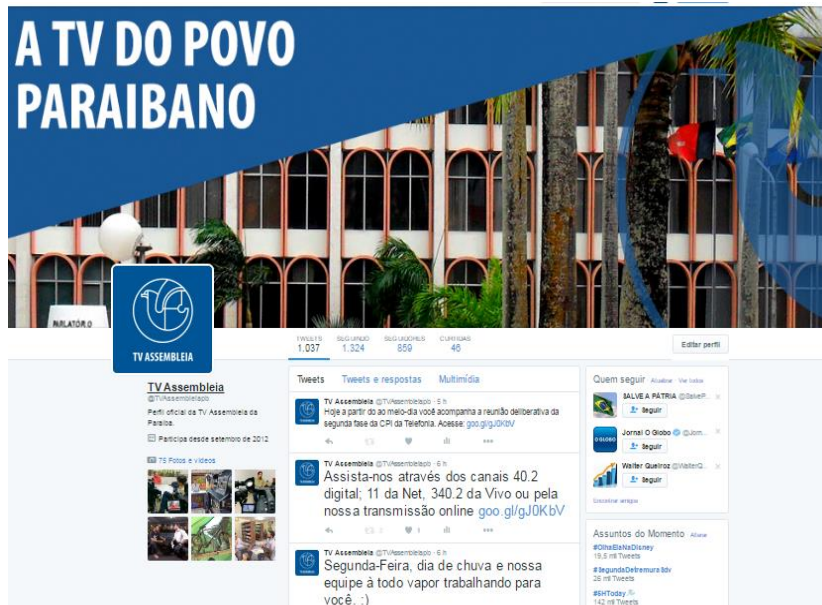 A TV DO POVO
PARAIBANO
PARLATÓRIO
TV ASSEMBLEIA
TWEETS
1.037
SEGUINDO
1.324
SEGUIDORES
859
CURTIDAS
46
Editar perfil
TV Assembleia
@TVAssembleiapb
Perfil oficial da TV Assembleia da
Paraíba.
Participa desde setembro de 2012
75 Fotos e vídeos
Tweets Tweets e respostas Multimídia
TV Assembleia @TVAssembleiapb · 5 h
Hoje a partir do ao meio-dia você acompanha a reunião deliberativa da
segunda fase da CPI da Telefonia. Acesse: goo.gl/gJ0KbV
TV Assembleia @TVAssembleiapb · 6 h
Assista-nos através dos canais 40.2
digital; 11 da Net, 340.2 da Vivo ou pela
nossa transmissão online goo.gl/gJ0KbV
TV Assembleia @TVAssembleiapb · 6 h
Segunda-Feira, dia de chuva e nossa
equipe à todo vapor trabalhando para
você. :)
Quem seguir Atualizar Ver todos
SALVE A PÁTRIA @SalveP...
Seguir
O GLOBO
Jornal O Globo @Jorn...
Seguir
Walter Queiroz @WalterQ...
Seguir
Encontrar amigos
Assuntos do Momento Alterar
#OlhaElaNaDisney
19,5 mil Tweets
#SegundaDetremuraSdv
26 mil Tweets
#5HToday
142 mil Tweets